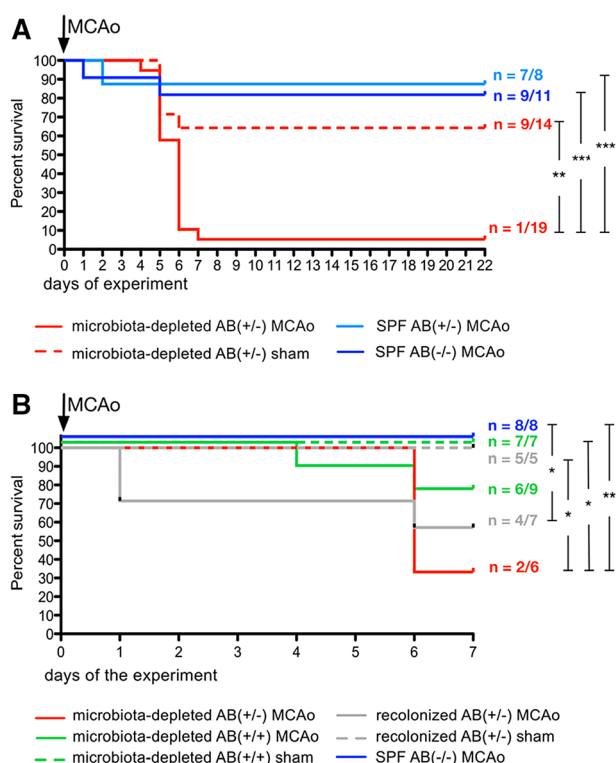 A
MCAo
Percent survival
100
90
80
70
60
50
40
30
20
10
0
0 1 2 3 4 5 6 7 8 9 10 11 12 13 14 15 16 17 18 19 20 21 22
days of experiment
n = 7/8
n = 9/11
n = 9/14
n = 1/19
**
***
***
microbiota-depleted AB(+/-) MCAo
microbiota-depleted AB(+/-) sham
SPF AB(+/-) MCAo
SPF AB(-/-) MCAo
B
MCAo
Percent survival
100
90
80
70
60
50
40
30
20
10
0
0 1 2 3 4 5 6 7
days of the experiment
n = 8/8
n = 7/7
n = 5/5
n = 6/9
n = 4/7
n = 2/6
*
*
*
**
microbiota-depleted AB(+/-) MCAo
microbiota-depleted AB(+/+) MCAo
microbiota-depleted AB(+/+) sham
recolonized AB(+/-) MCAo
recolonized AB(+/-) sham
SPF AB(-/-) MCAo